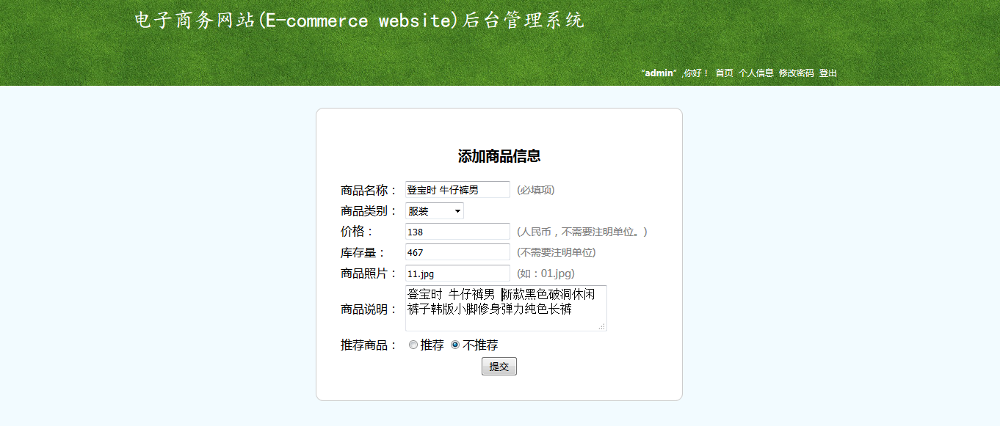 电子商务网站(E-commerce website)后台管理系统
“admin” ,你好！ 首页 个人信息 修改密码 登出
添加商品信息
商品名称： 登宝时 牛仔裤男 (必填项)
商品类别： 服装
价格： 138 (人民币，不需要注明单位。)
库存量： 467 (不需要注明单位)
商品照片： 11.jpg (如：01.jpg)
商品说明： 登宝时 牛仔裤男 新款黑色破洞休闲
裤子韩版小脚修身弹力纯色长裤
推荐商品： 推荐 不推荐
提交